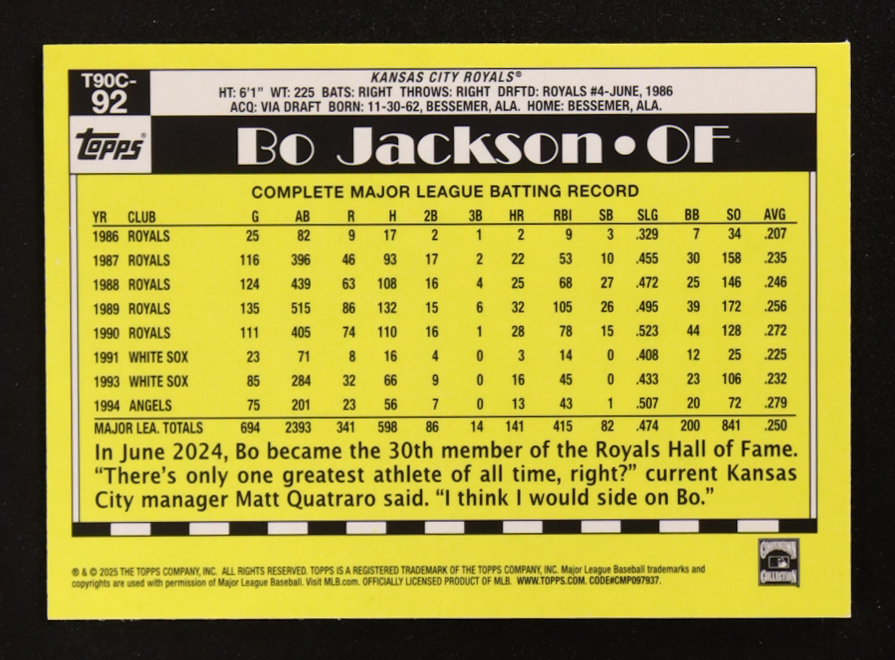 T90C-
92
KANSAS CITY ROYALS®
HT: 6'1" WT: 225 BATS: RIGHT THROWS: RIGHT DRFTD: ROYALS #4-JUNE, 1986
ACQ: VIA DRAFT BORN: 11-30-62, BESSEMER, ALA. HOME: BESSEMER, ALA.
Topps®
Bo Jackson • OF
COMPLETE MAJOR LEAGUE BATTING RECORD
YR CLUB G AB R H 2B 3B HR RBI SB SLG BB SO AVG
1986 ROYALS 25 82 9 17 2 1 2 9 3 .329 7 34 .207
1987 ROYALS 116 396 46 93 17 2 22 53 10 .455 30 158 .235
1988 ROYALS 124 439 63 108 16 4 25 68 27 .472 25 146 .246
1989 ROYALS 135 515 86 132 15 6 32 105 26 .495 39 172 .256
1990 ROYALS 111 405 74 110 16 1 28 78 15 .523 44 128 .272
1991 WHITE SOX 23 71 8 16 4 0 3 14 0 .408 12 25 .225
1993 WHITE SOX 85 284 32 66 9 0 16 45 0 .433 23 106 .232
1994 ANGELS 75 201 23 56 7 0 13 43 1 .507 20 72 .279
MAJOR LEA. TOTALS 694 2393 341 598 86 14 141 415 82 .474 200 841 .250
In June 2024, Bo became the 30th member of the Royals Hall of Fame.
“There’s only one greatest athlete of all time, right?” current Kansas
City manager Matt Quatraro said. “I think I would side on Bo.”
® & © 2025 THE TOPPS COMPANY, INC. ALL RIGHTS RESERVED. TOPPS IS A REGISTERED TRADEMARK OF THE TOPPS COMPANY, INC. Major League Baseball trademarks and
copyrights are used with permission of Major League Baseball. Visit MLB.com. OFFICIALLY LICENSED PRODUCT OF MLB. WWW.TOPPS.COM. CODE#CMP097937.
COOPERSTOWN
COLLECTION